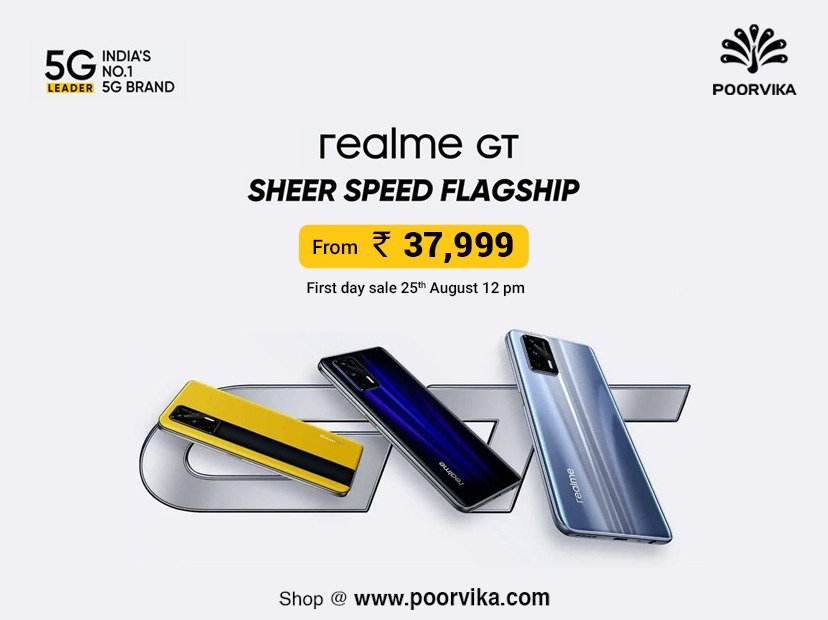 5G INDIA'S
NO.1
LEADER 5G BRAND
POORVIKA
realme GT
SHEER SPEED FLAGSHIP
From ₹ 37,999
First day sale 25th August 12 pm
realme
realme
Shop @ www.poorvika.com